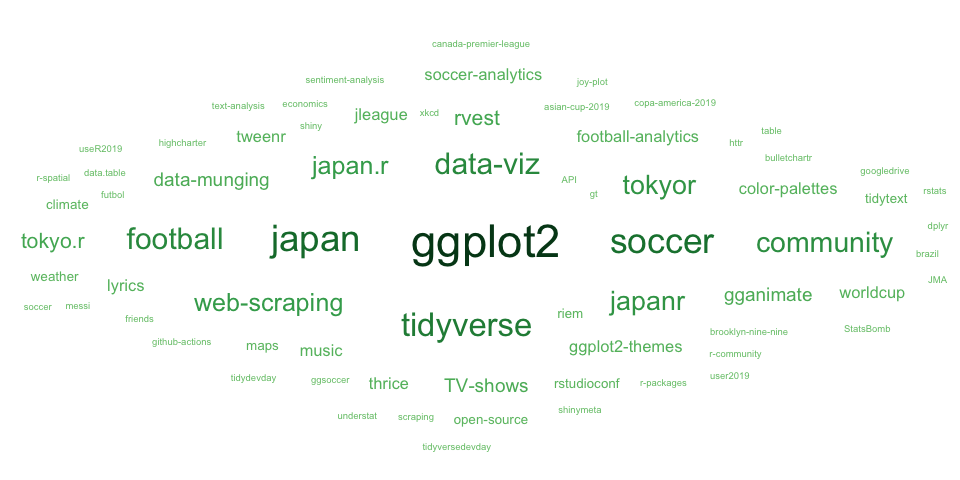 canada-premier-league
sentiment-analysis soccer-analytics joy-plot
text-analysis economics asian-cup-2019 copa-america-2019
shiny jleague xkcd rvest
useR2019 highcharter tweenr football-analytics httr table
r-spatial data.table data-munging japan.r data-viz API tokyor color-palettes bulletchartr googledrive
climate futbol gt tidytext rstats
tokyo.r football japan ggplot2 soccer community dplyr
brazil
weather lyrics web-scraping japanr gganimate worldcup JMA
soccer messi friends tidyverse riem brooklyn-nine-nine StatsBomb
github-actions maps music ggplot2-themes r-community
tidydevday ggsoccer thrice TV-shows rstudioconf r-packages user2019
understat scraping open-source shinymeta
tidyversedevday